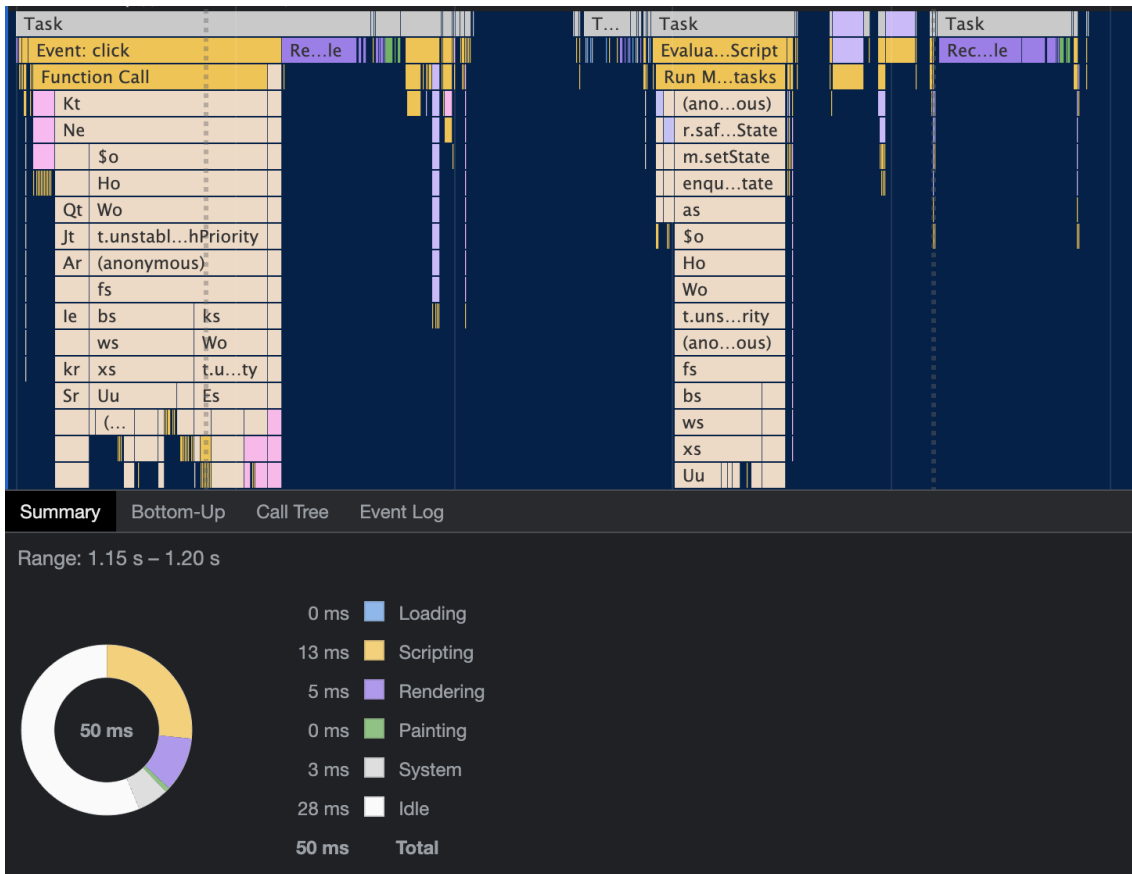 Task T... Task Task
Event: click Re...le Evalua...Script Rec...le
Function Call Run M...tasks
Kt (ano...ous)
Ne r.saf...State
$o m.setState
Ho enqu...tate
Qt Wo as
Jt t.unstabl...hPriority $o
Ar (anonymous) Ho
fs Wo
Ie bs ks t.uns...rity
ws Wo (ano...ous)
kr xs t.u...ty fs
Sr Uu Es bs
(... ws
xs
Uu
Summary Bottom-Up Call Tree Event Log
Range: 1.15 s – 1.20 s
0 ms Loading
13 ms Scripting
5 ms Rendering
50 ms
0 ms Painting
3 ms System
28 ms Idle
50 ms Total